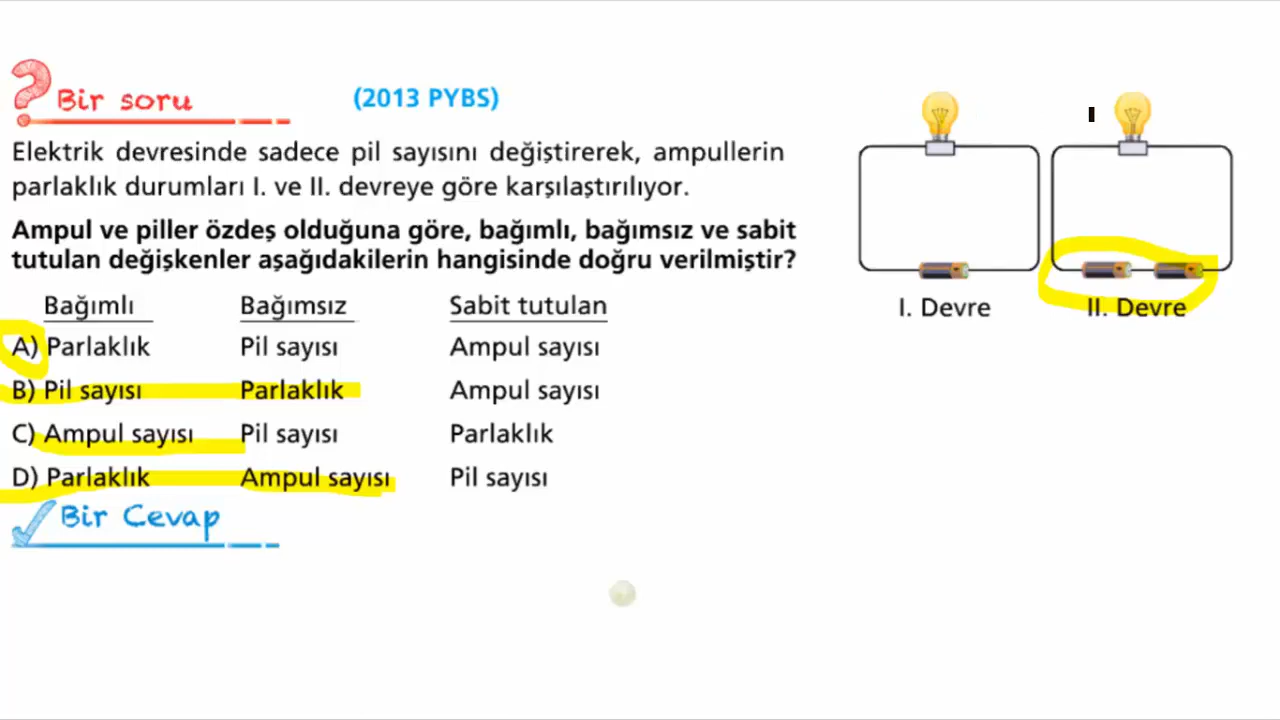 Bir soru
(2013 PYBS)
Elektrik devresinde sadece pil sayısını değiştirerek, ampullerin
parlaklık durumları I. ve II. devreye göre karşılaştırılıyor.
Ampul ve piller özdeş olduğuna göre, bağımlı, bağımsız ve sabit
tutulan değişkenler aşağıdakilerin hangisinde doğru verilmiştir?
Bağımlı Bağımsız Sabit tutulan
A) Parlaklık Pil sayısı Ampul sayısı
B) Pil sayısı Parlaklık Ampul sayısı
C) Ampul sayısı Pil sayısı Parlaklık
D) Parlaklık Ampul sayısı Pil sayısı
Bir Cevap
I. Devre
II. Devre